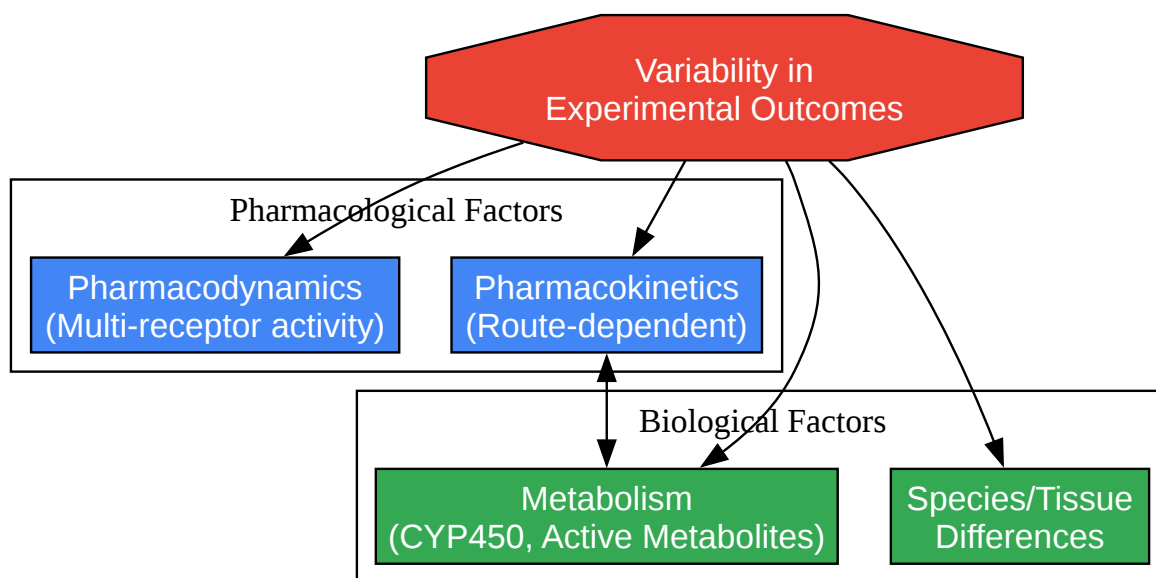 Variability in
Experimental Outcomes
Pharmacological Factors
Pharmacodynamics
(Multi-receptor activity)
Pharmacokinetics
(Route-dependent)
Biological Factors
Metabolism
(CYP450, Active Metabolites)
Species/Tissue
Differences